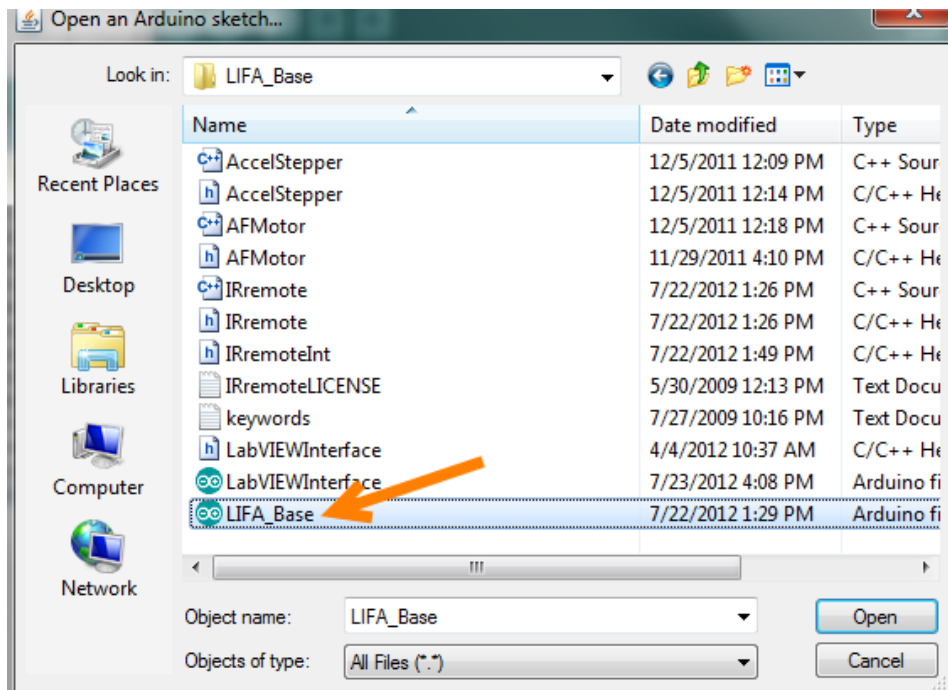 Open an Arduino sketch...
Look in: LIFA_Base
Name Date modified Type
AccelStepper 12/5/2011 12:09 PM C++ Sour
AccelStepper 12/5/2011 12:14 PM C/C++ He
AFMotor 12/5/2011 12:18 PM C++ Sour
AFMotor 11/29/2011 4:10 PM C/C++ He
IRremote 7/22/2012 1:26 PM C++ Sour
IRremote 7/22/2012 1:26 PM C/C++ He
IRremoteInt 7/22/2012 1:49 PM C/C++ He
IRremoteLICENSE 5/30/2009 12:13 PM Text Docu
keywords 7/27/2009 10:16 PM Text Docu
LabVIEWInterface 4/4/2012 10:37 AM C/C++ He
LabVIEWInterface 7/23/2012 4:08 PM Arduino fi
LIFA_Base 7/22/2012 1:29 PM Arduino fi
Recent Places
Desktop
Libraries
Computer
Network
Object name: LIFA_Base Open
Objects of type: All Files (*.*) Cancel